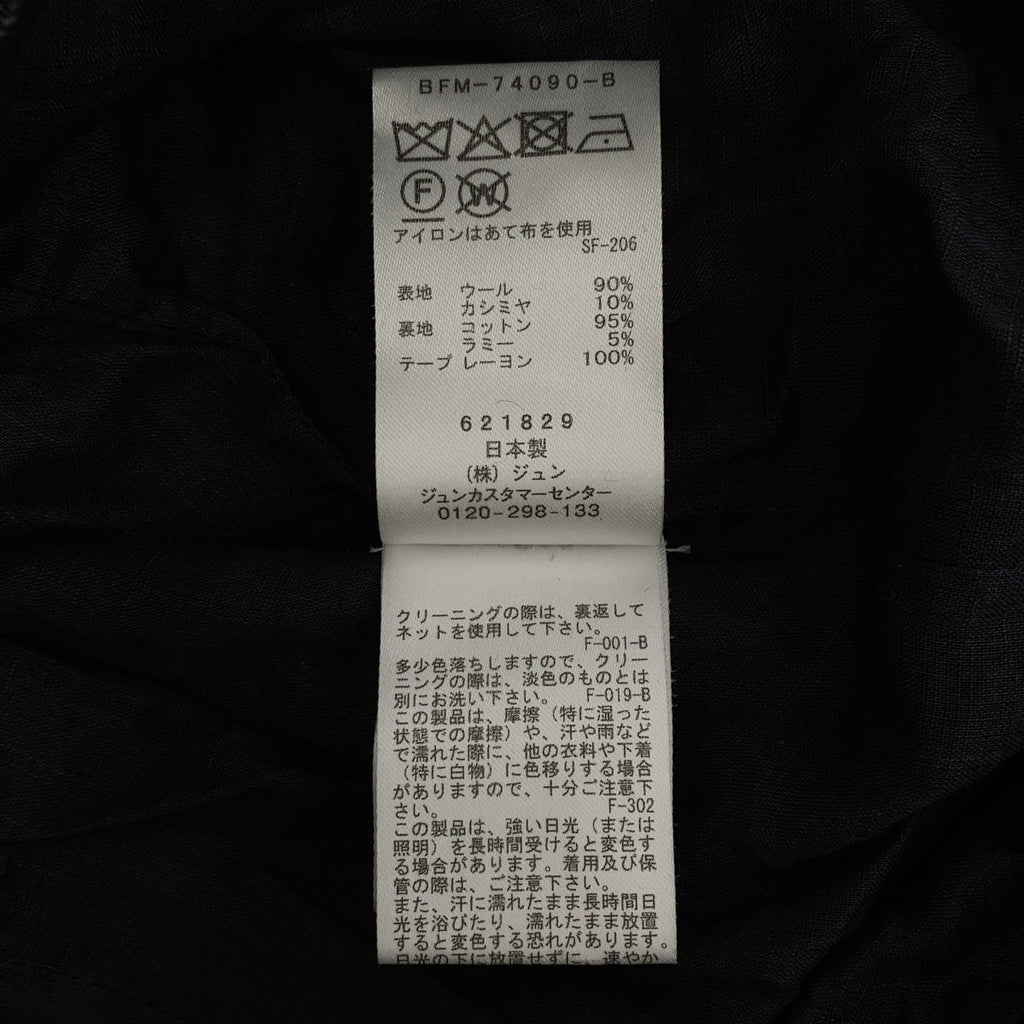 BFM-74090-B
F W
アイロンはあて布を使用
SF-206
表地 ウール 90%
カシミヤ 10%
裏地 コットン 95%
ラミー 5%
テープ レーヨン 100%
621829
日本製
(株) ジュン
ジュンカスタマーセンター
0120-298-133
クリーニングの際は、裏返して
ネットを使用して下さい。
F-001-B
多少色落ちしますので、クリー
ニングの際は、淡色のものとは
別にお洗い下さい。 F-019-B
この製品は、摩擦（特に湿った
状態での摩擦）や、汗や雨など
で濡れた際に、他の衣料や下着
（特に白物）に色移りする場合
がありますので、十分ご注意下
さい。 F-302
この製品は、強い日光（または
照明）を長時間受けると変色す
る場合があります。着用及び保
管の際は、ご注意下さい。
また、汗に濡れたまま長時間日
光を浴びたり、濡れたまま放置
すると変色する恐れがあります。
日光の下に放置せずに、速やか